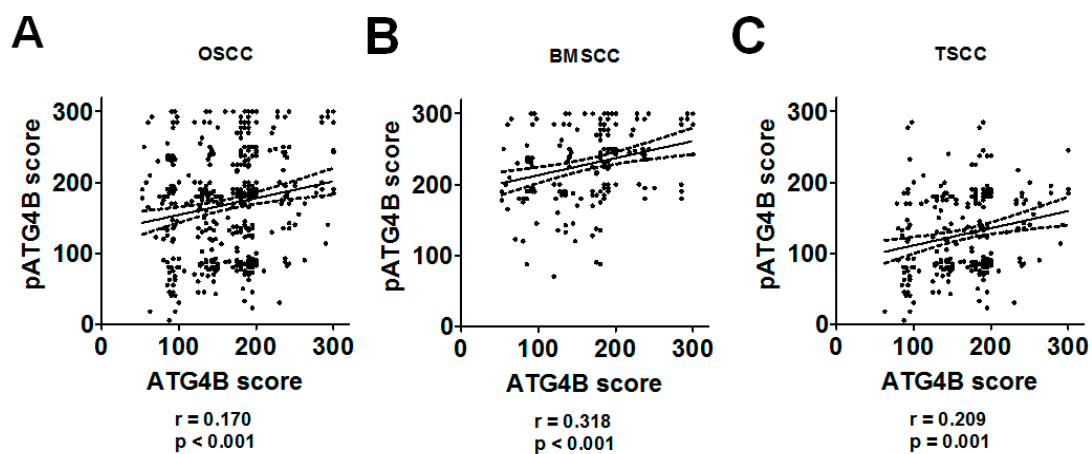 A
OSCC
pATG4B score
300
200
100
0
0 100 200 300
ATG4B score
r = 0.170
p < 0.001
B
BMSCC
pATG4B score
300
200
100
0
0 100 200 300
ATG4B score
r = 0.318
p < 0.001
C
TSCC
pATG4B score
300
200
100
0
0 100 200 300
ATG4B score
r = 0.209
p = 0.001